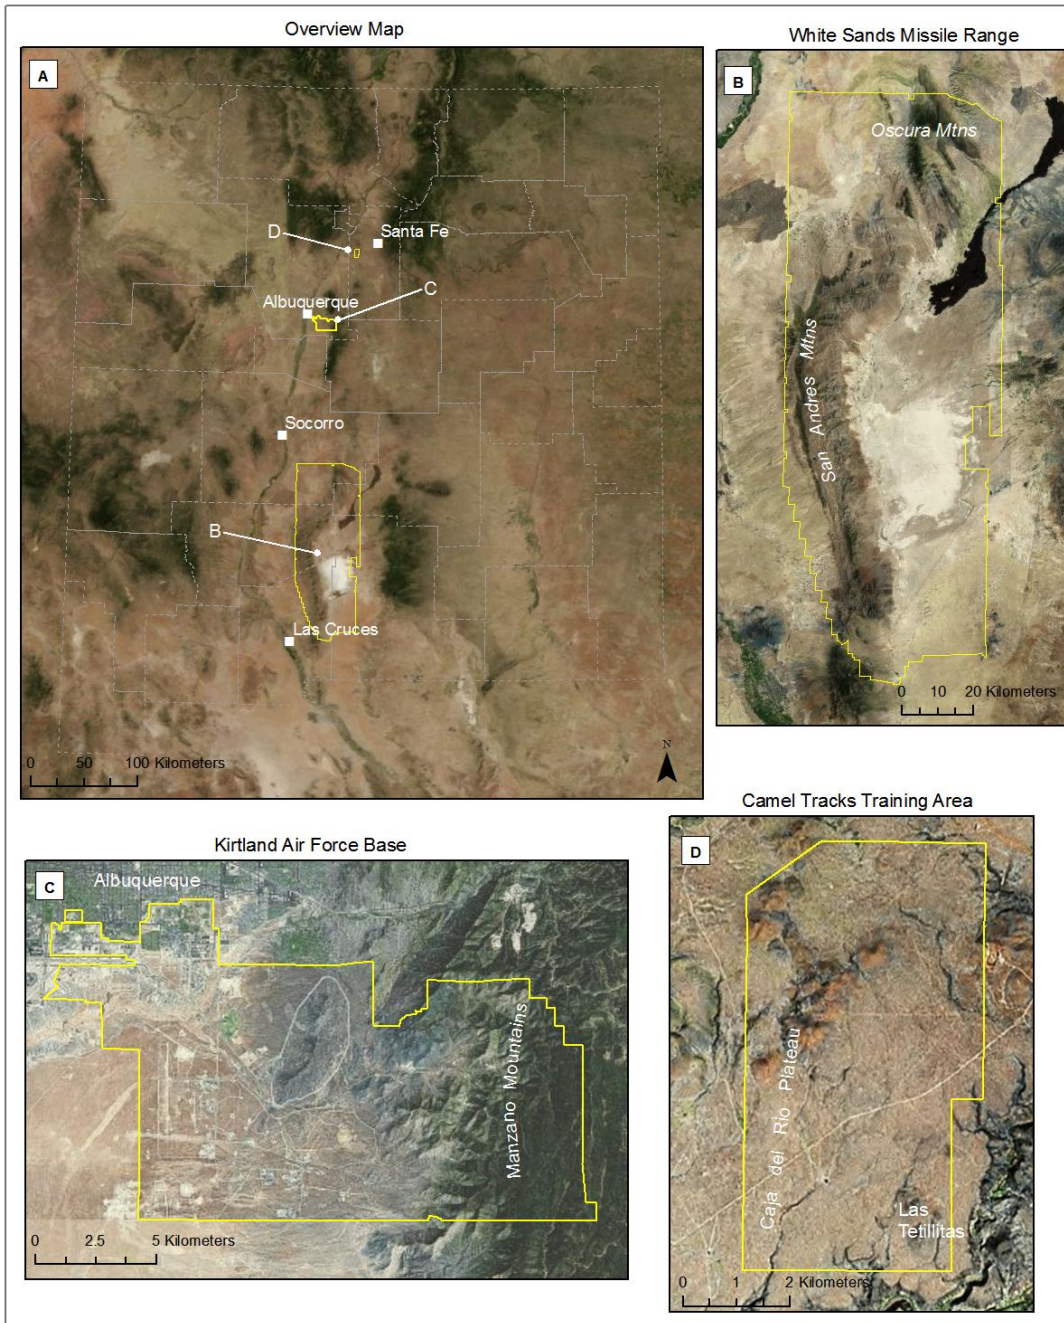 Overview Map
A
D
Santa Fe
C
Albuquerque
Socorro
B
Las Cruces
N
0 50 100 Kilometers
White Sands Missile Range
B
Oscura Mtns
San Andres Mtns
0 10 20 Kilometers
Kirtland Air Force Base
C
Albuquerque
Manzano Mountains
0 2.5 5 Kilometers
Camel Tracks Training Area
D
Caja del Rio Plateau
Las
Tetillitas
0 1 2 Kilometers